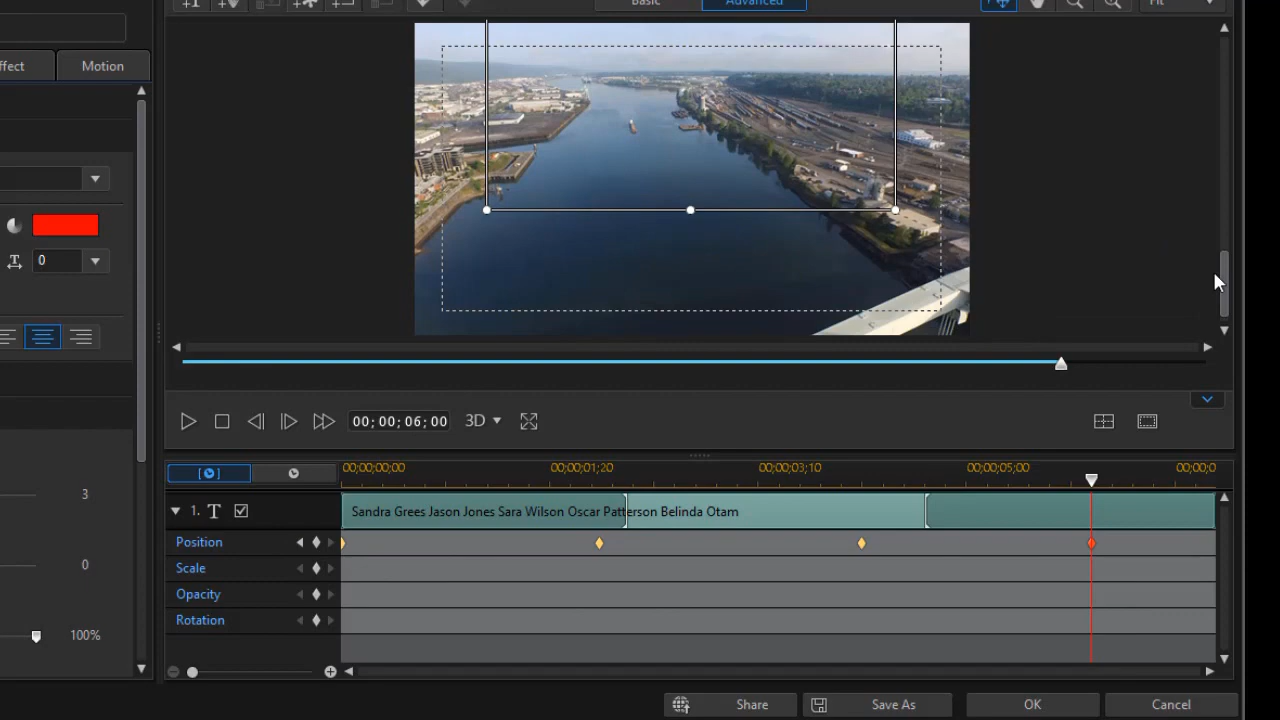 Basic
Advanced
Fit
ffect
Motion
0
00;00;06;00
3D
00;00;00;00
00;00;01;20
00;00;03;10
00;00;05;00
00;00;0
1.
Sandra Grees Jason Jones Sara Wilson Oscar Patterson Belinda Otam
3
Position
0
Scale
Opacity
Rotation
100%
Share
Save As
OK
Cancel